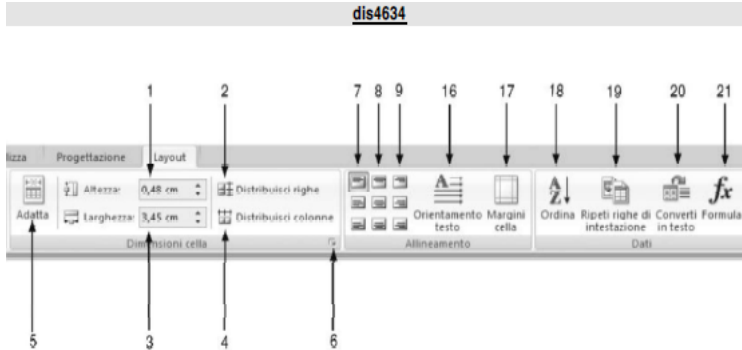 dis4634
1 2 7 8 9 16 17 18 19 20 21
lizza Progettazione Layout
Altezza: 0,48 cm Distribuisci righe
Larghezza: 3,45 cm Distribuisci colonne
Adatta Orientamento testo Margini cella Ordina Ripeti righe di intestazione Converti in testo Formula
Dimensioni cella Allineamento Dati
5 3 4 6